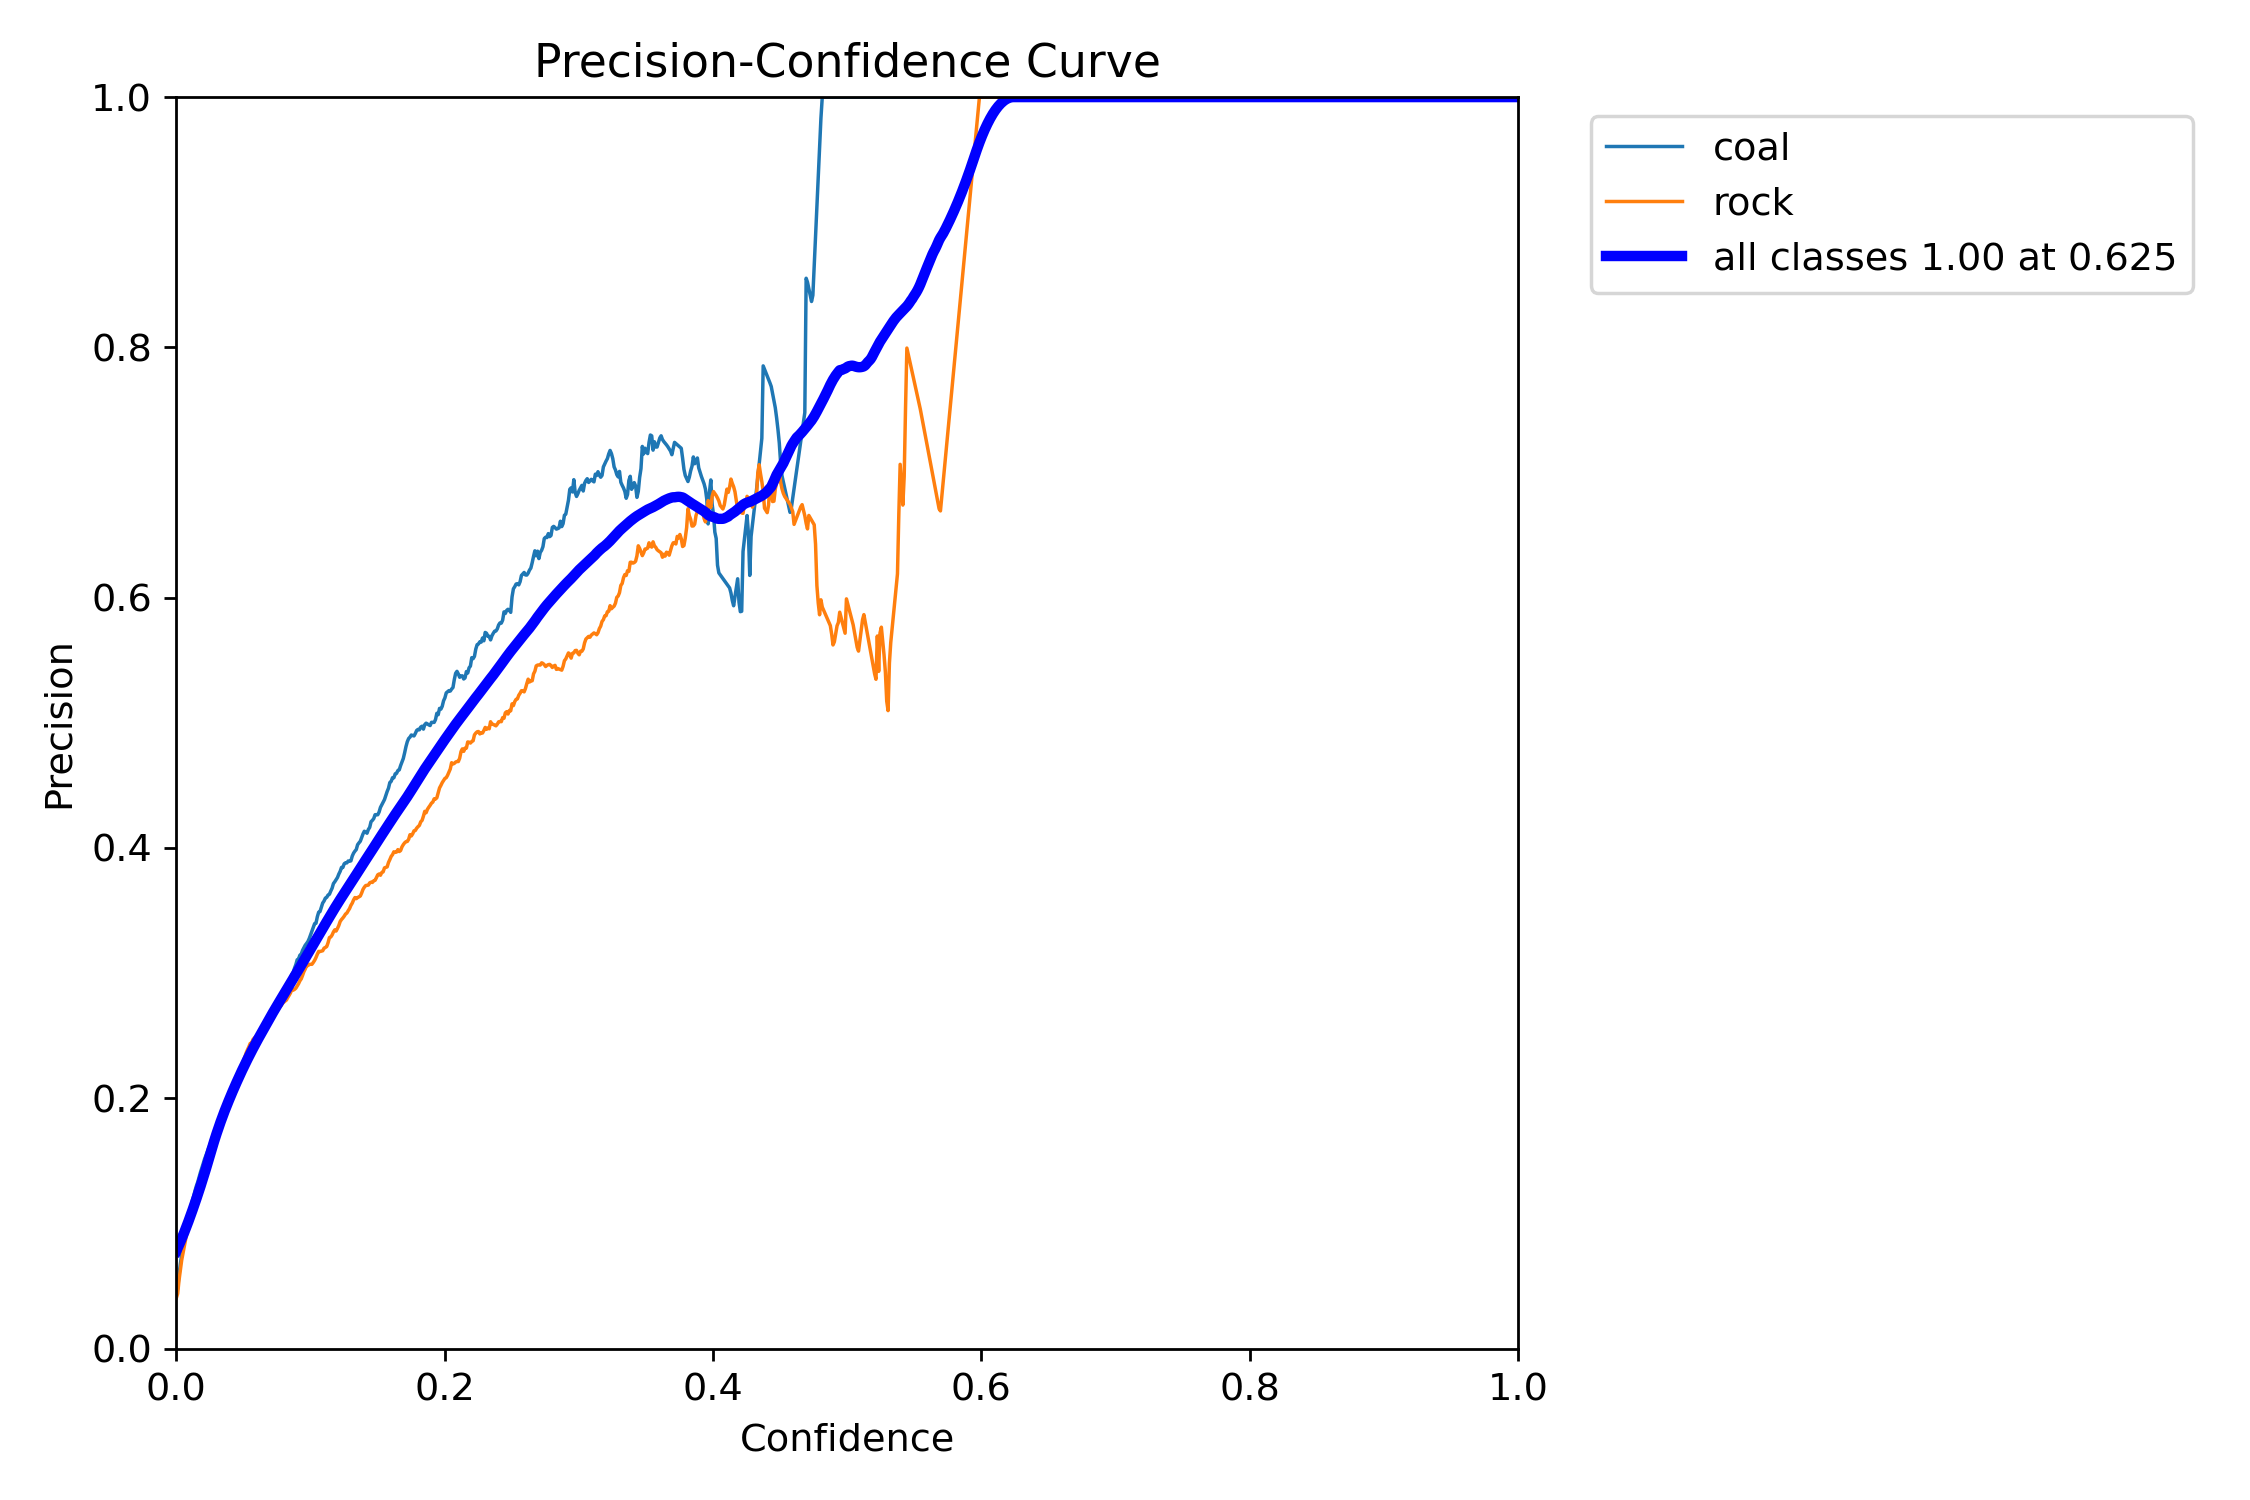 Precision-Confidence Curve
1.0
0.8
0.6
0.4
0.2
0.0
Precision
0.0 0.2 0.4 0.6 0.8 1.0
Confidence
coal
rock
all classes 1.00 at 0.625